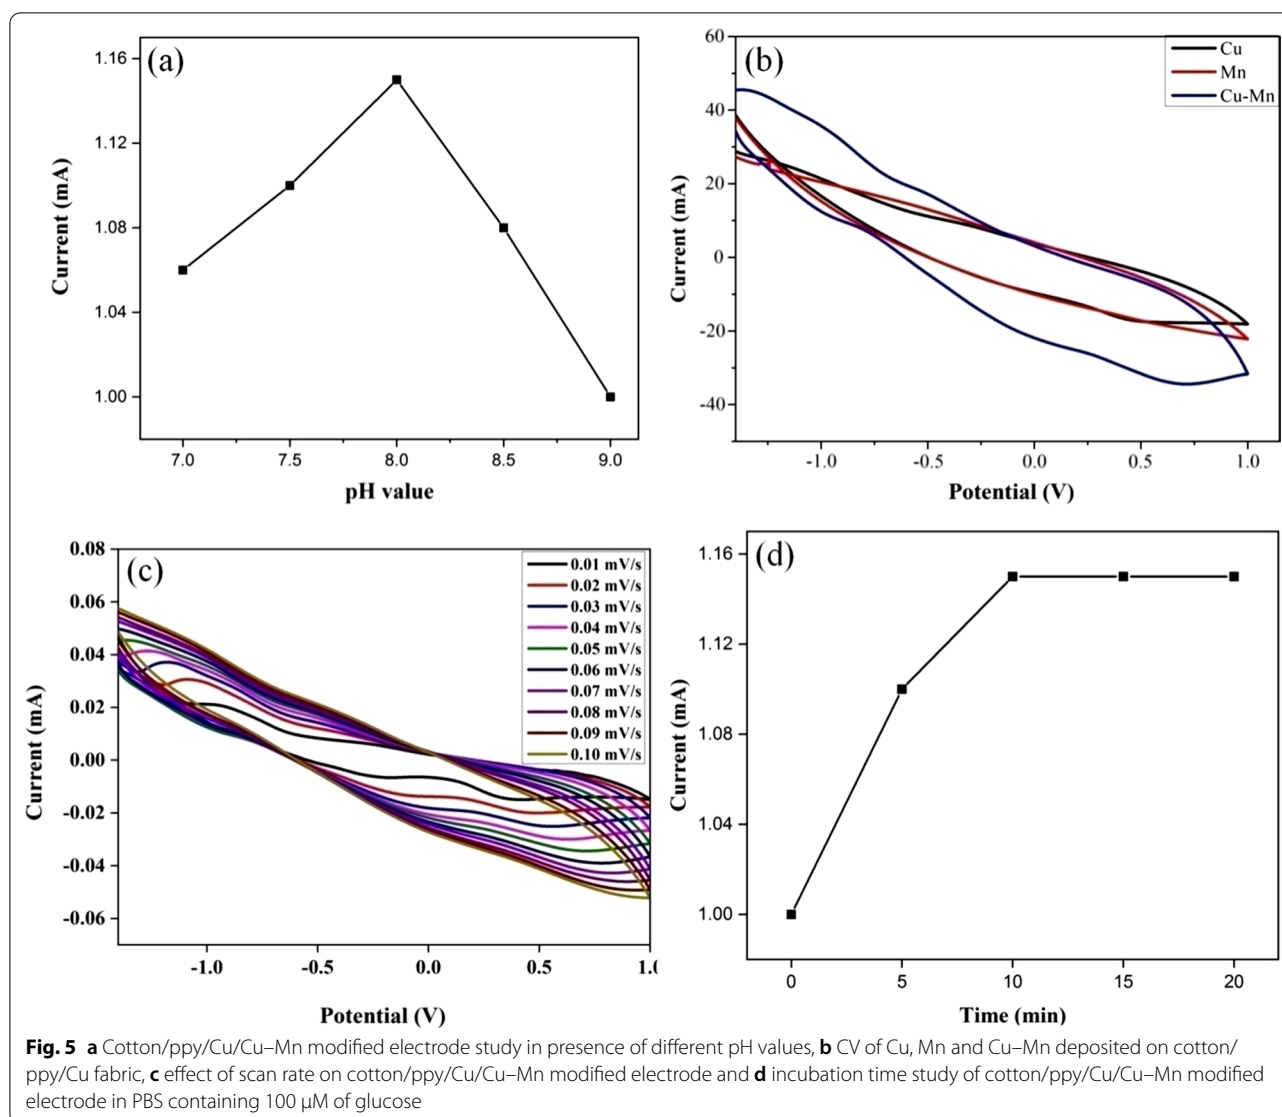 (a)
1.16
1.12
1.08
1.04
1.00
Current (mA)
7.0 7.5 8.0 8.5 9.0
pH value
(b)
Cu
Mn
Cu-Mn
60
40
20
0
-20
-40
Current (mA)
-1.0 -0.5 0.0 0.5 1.0
Potential (V)
(c)
0.01 mV/s
0.02 mV/s
0.03 mV/s
0.04 mV/s
0.05 mV/s
0.06 mV/s
0.07 mV/s
0.08 mV/s
0.09 mV/s
0.10 mV/s
0.08
0.06
0.04
0.02
0.00
-0.02
-0.04
-0.06
Current (mA)
-1.0 -0.5 0.0 0.5 1.0
Potential (V)
(d)
1.16
1.12
1.08
1.04
1.00
Current (mA)
0 5 10 15 20
Time (min)
Fig. 5 a Cotton/ppy/Cu/Cu–Mn modified electrode study in presence of different pH values, b CV of Cu, Mn and Cu–Mn deposited on cotton/
ppy/Cu fabric, c effect of scan rate on cotton/ppy/Cu/Cu–Mn modified electrode and d incubation time study of cotton/ppy/Cu/Cu–Mn modified
electrode in PBS containing 100 μM of glucose